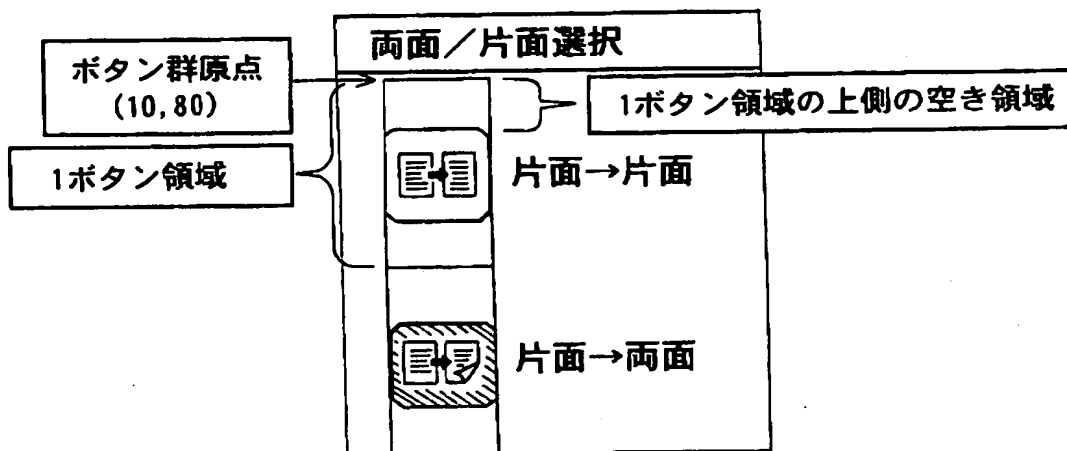 両面／片面選択
ボタン群原点
(10,80)
1ボタン領域の上側の空き領域
1ボタン領域
片面→片面
片面→両面